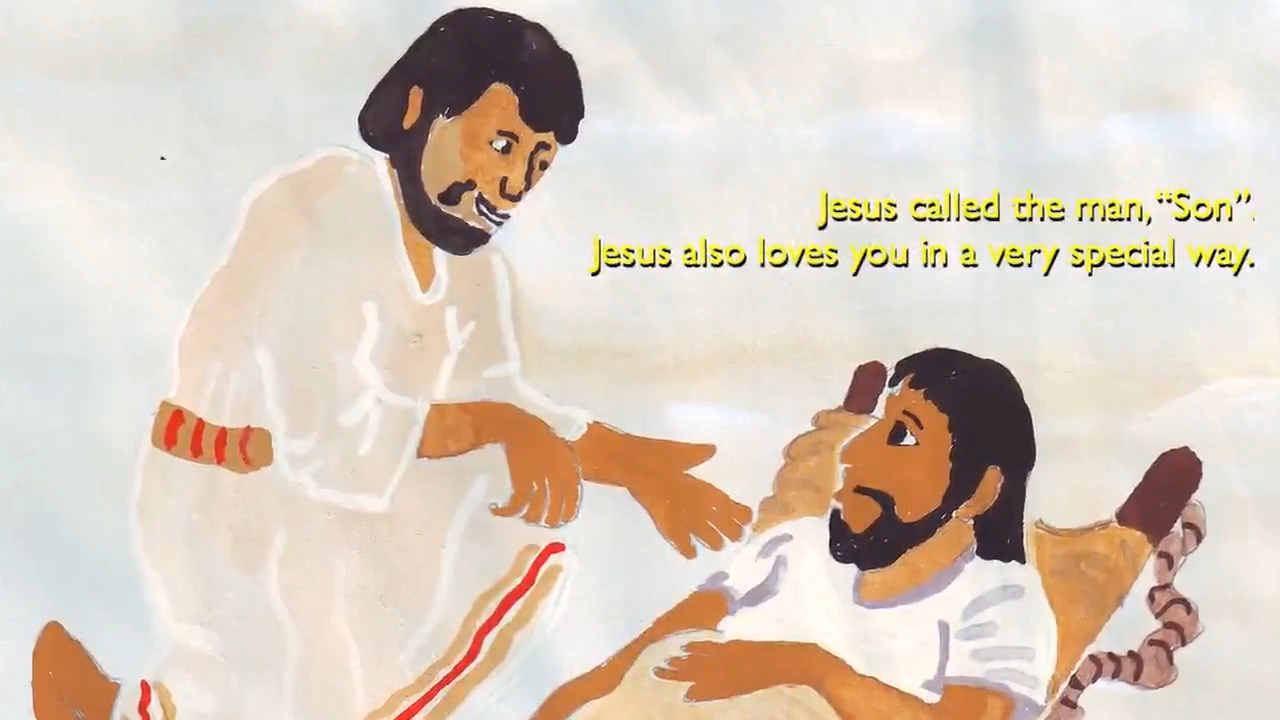 Jesus called the man, “Son”.
Jesus also loves you in a very special way.